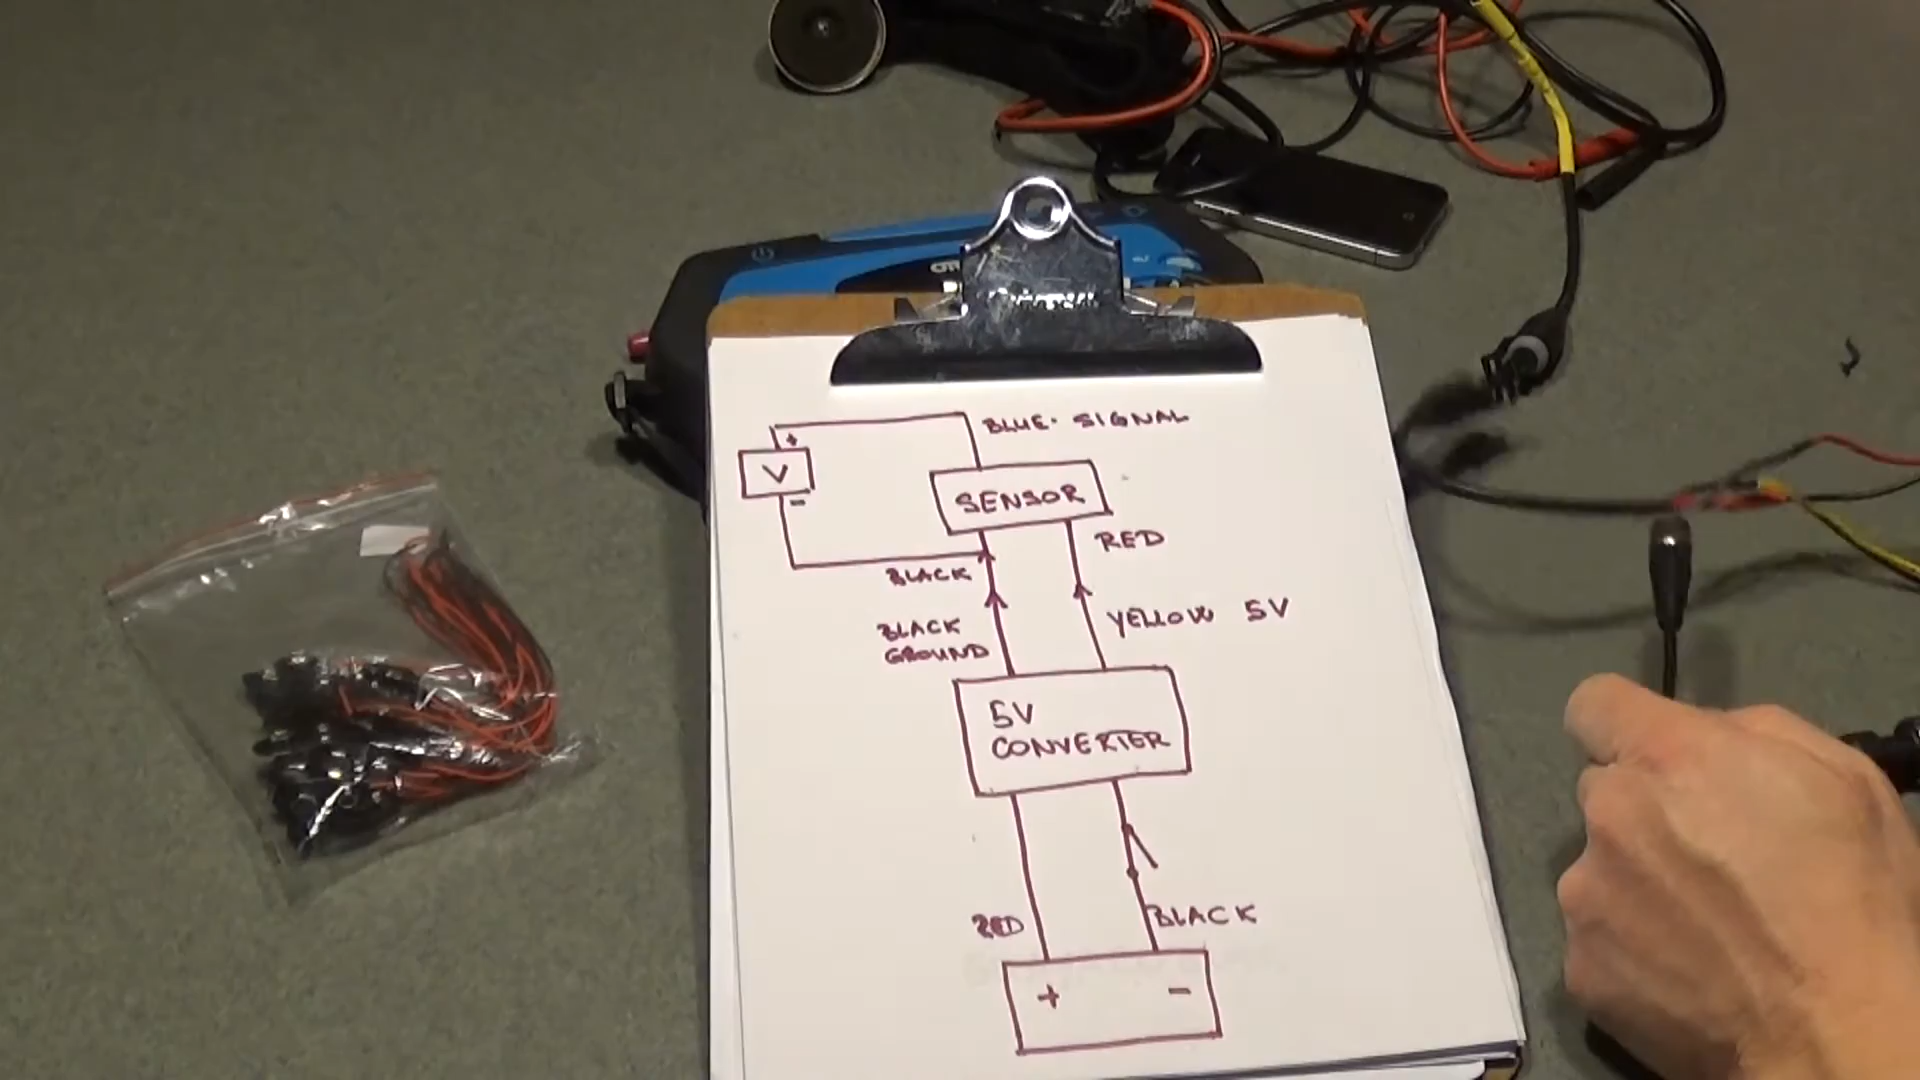 BLUE- SIGNAL
+
V
-
SENSOR
RED
BLACK
BLACK
GROUND
YELLOW 5V
5V
CONVERTER
RED
BLACK
+ -